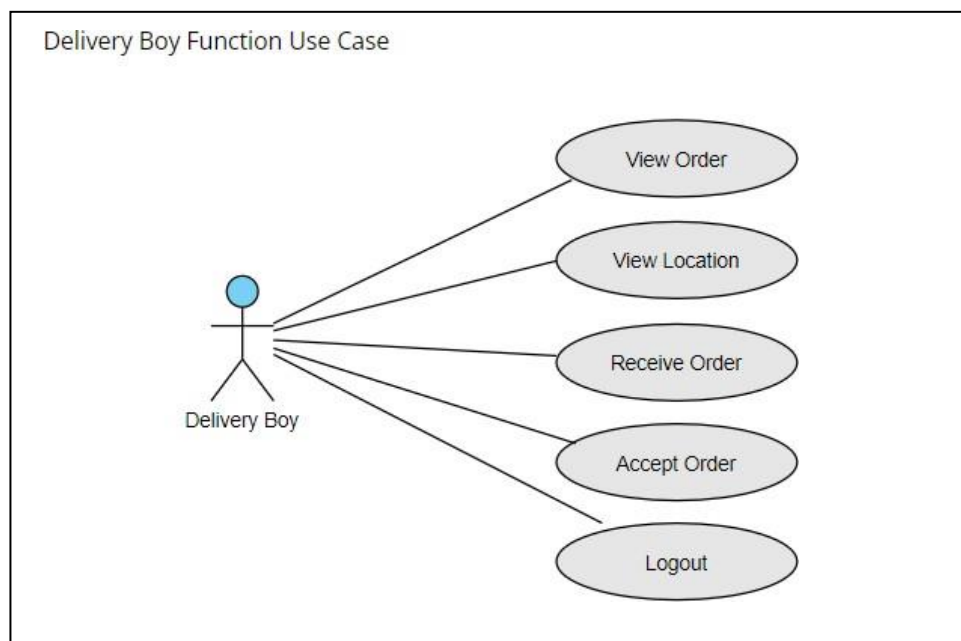 Delivery Boy Function Use Case
View Order
View Location
Receive Order
Delivery Boy
Accept Order
Logout